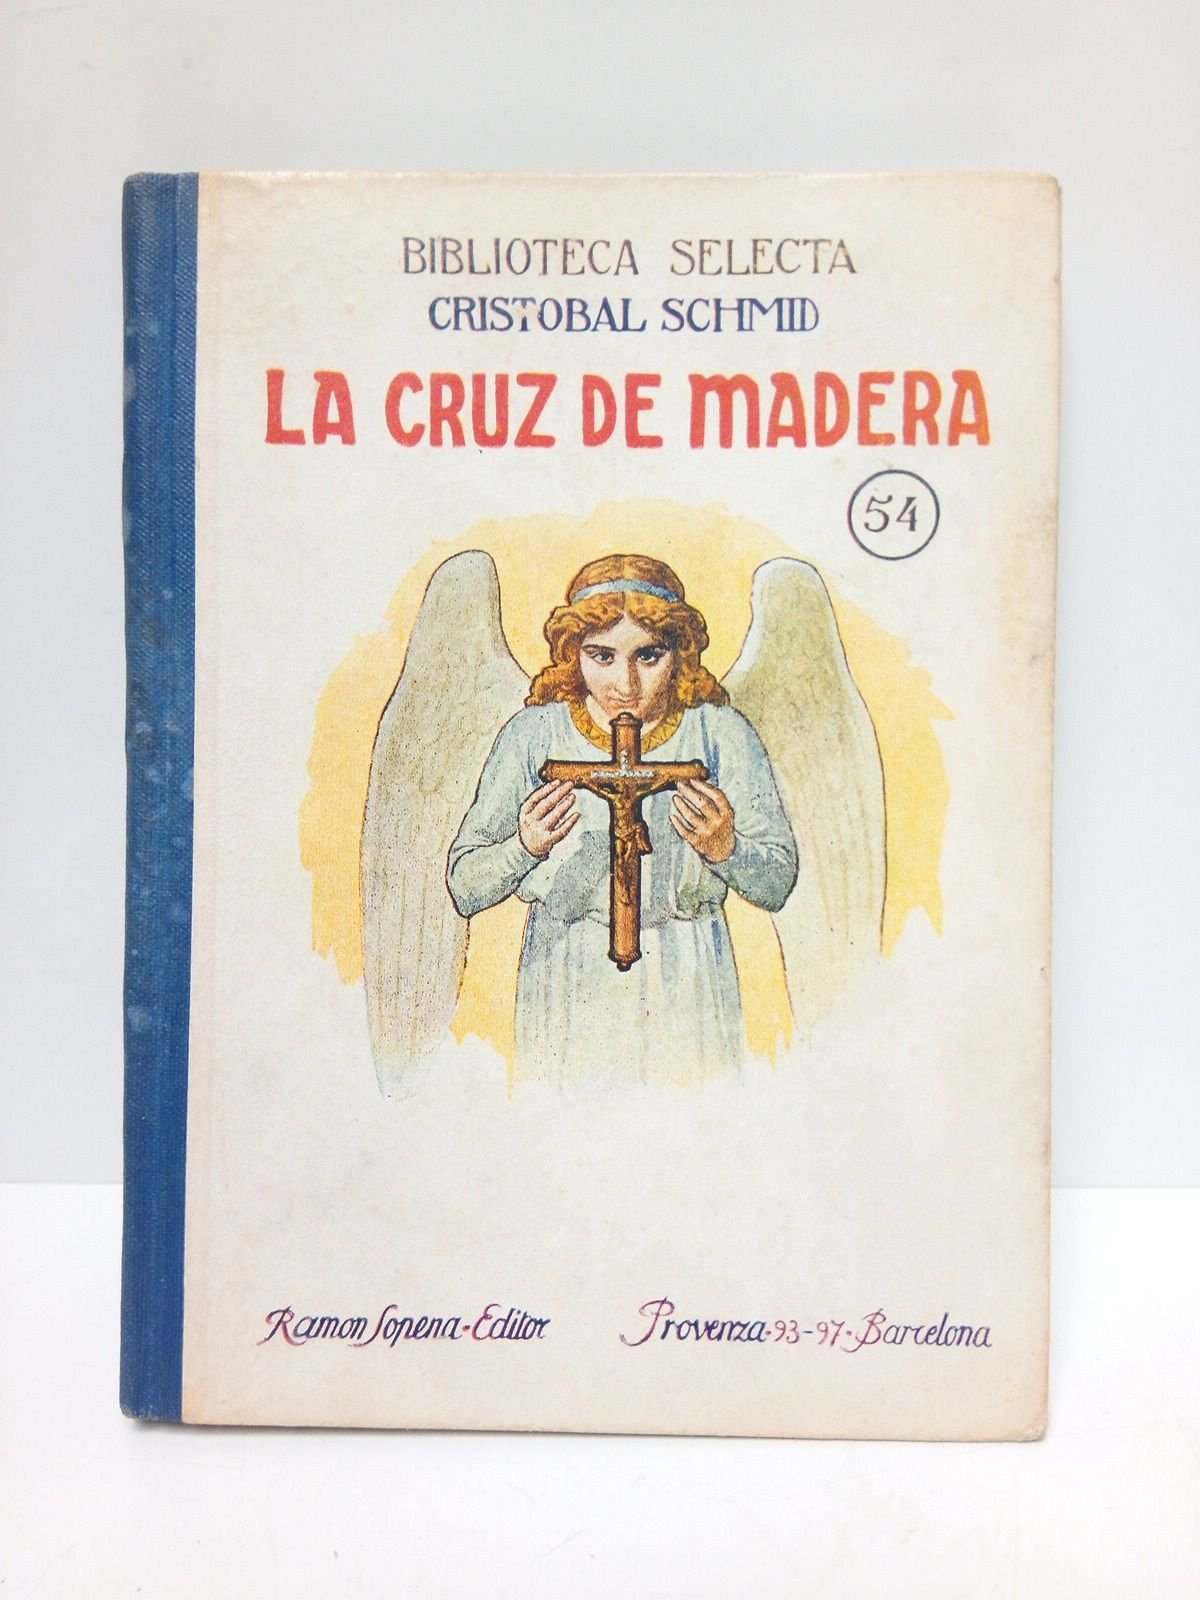 BIBLIOTECA SELECTA
CRISTOBAL SCHMID
LA CRUZ DE MADERA
54
Ramon Sopena-Editor
Provenza-93-97-Barcelona